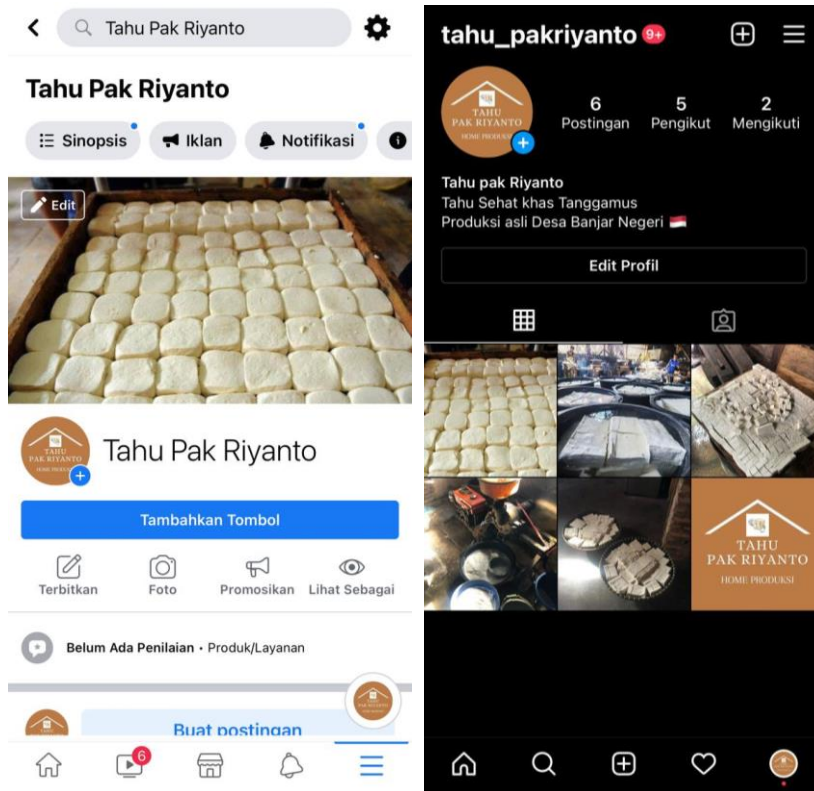 Tahu Pak Riyanto
Tahu Pak Riyanto
Sinopsis
Iklan
Notifikasi
Edit
TAHU
PAK RIYANTO
Tahu Pak Riyanto
Tambahkan Tombol
Terbitkan
Foto
Promosikan
Lihat Sebagai
Belum Ada Penilaian • Produk/Layanan
Buat postingan
6
tahu_pakriyanto 9+
TAHU
PAK RIYANTO
HOME PRODUKSI
6
Postingan
5
Pengikut
2
Mengikuti
Tahu pak Riyanto
Tahu Sehat khas Tanggamus
Produksi asli Desa Banjar Negeri
Edit Profil
TAHU
PAK RIYANTO
HOME PRODUKSI